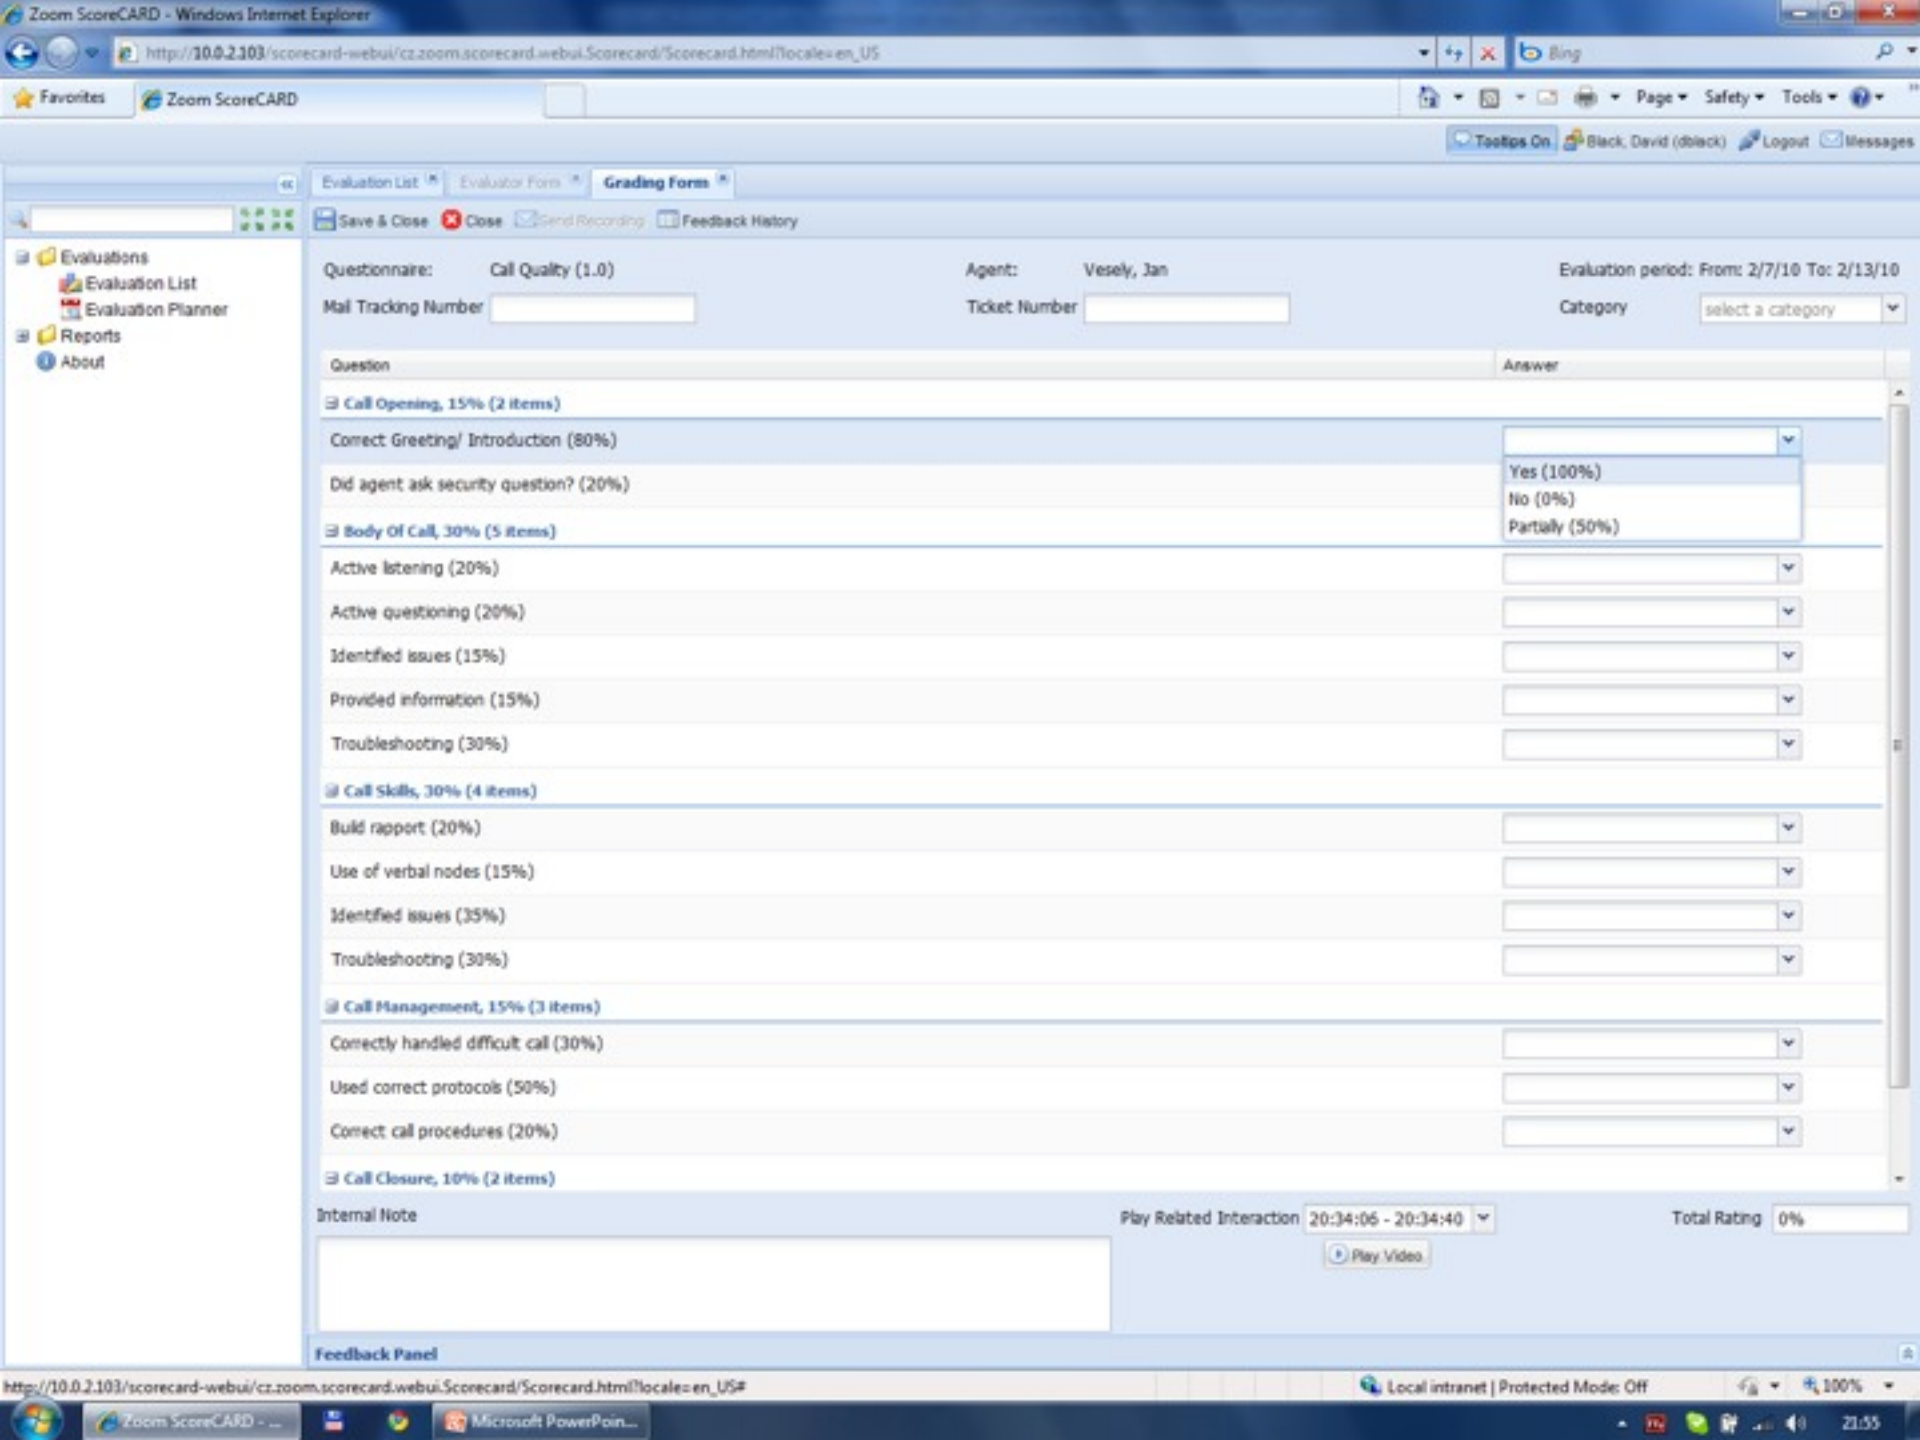 Zoom ScoreCARD - Windows Internet Explorer
http://10.0.2.103/scorecard-webui/cz.zoom.scorecard.webui.Scorecard/Scorecard.html?locale=en_US
Bing
Favorites
Zoom ScoreCARD
Page
Safety
Tools
Tooltips On
Black, David (dblack)
Logout
Messages
Evaluation List
Evaluator Form
Grading Form
Save & Close
Close
Send Recording
Feedback History
Evaluations
Evaluation List
Evaluation Planner
Reports
About
Questionnaire: Call Quality (1.0)
Agent: Vesely, Jan
Evaluation period: From: 2/7/10 To: 2/13/10
Mail Tracking Number
Ticket Number
Category select a category
Question
Answer
Call Opening, 15% (2 items)
Correct Greeting/ Introduction (80%)
Yes (100%)
Did agent ask security question? (20%)
No (0%)
Partially (50%)
Body Of Call, 30% (5 items)
Active listening (20%)
Active questioning (20%)
Identified issues (15%)
Provided information (15%)
Troubleshooting (30%)
Call Skills, 30% (4 items)
Build rapport (20%)
Use of verbal nodes (15%)
Identified issues (35%)
Troubleshooting (30%)
Call Management, 15% (3 items)
Correctly handled difficult call (30%)
Used correct protocols (50%)
Correct call procedures (20%)
Call Closure, 10% (2 items)
Internal Note
Play Related Interaction 20:34:06 - 20:34:40
Total Rating 0%
Play Video
Feedback Panel
http://10.0.2.103/scorecard-webui/cz.zoom.scorecard.webui.Scorecard/Scorecard.html?locale=en_US#
Local intranet | Protected Mode: Off
100%
Zoom ScoreCARD - ...
Microsoft PowerPoin...
21:55